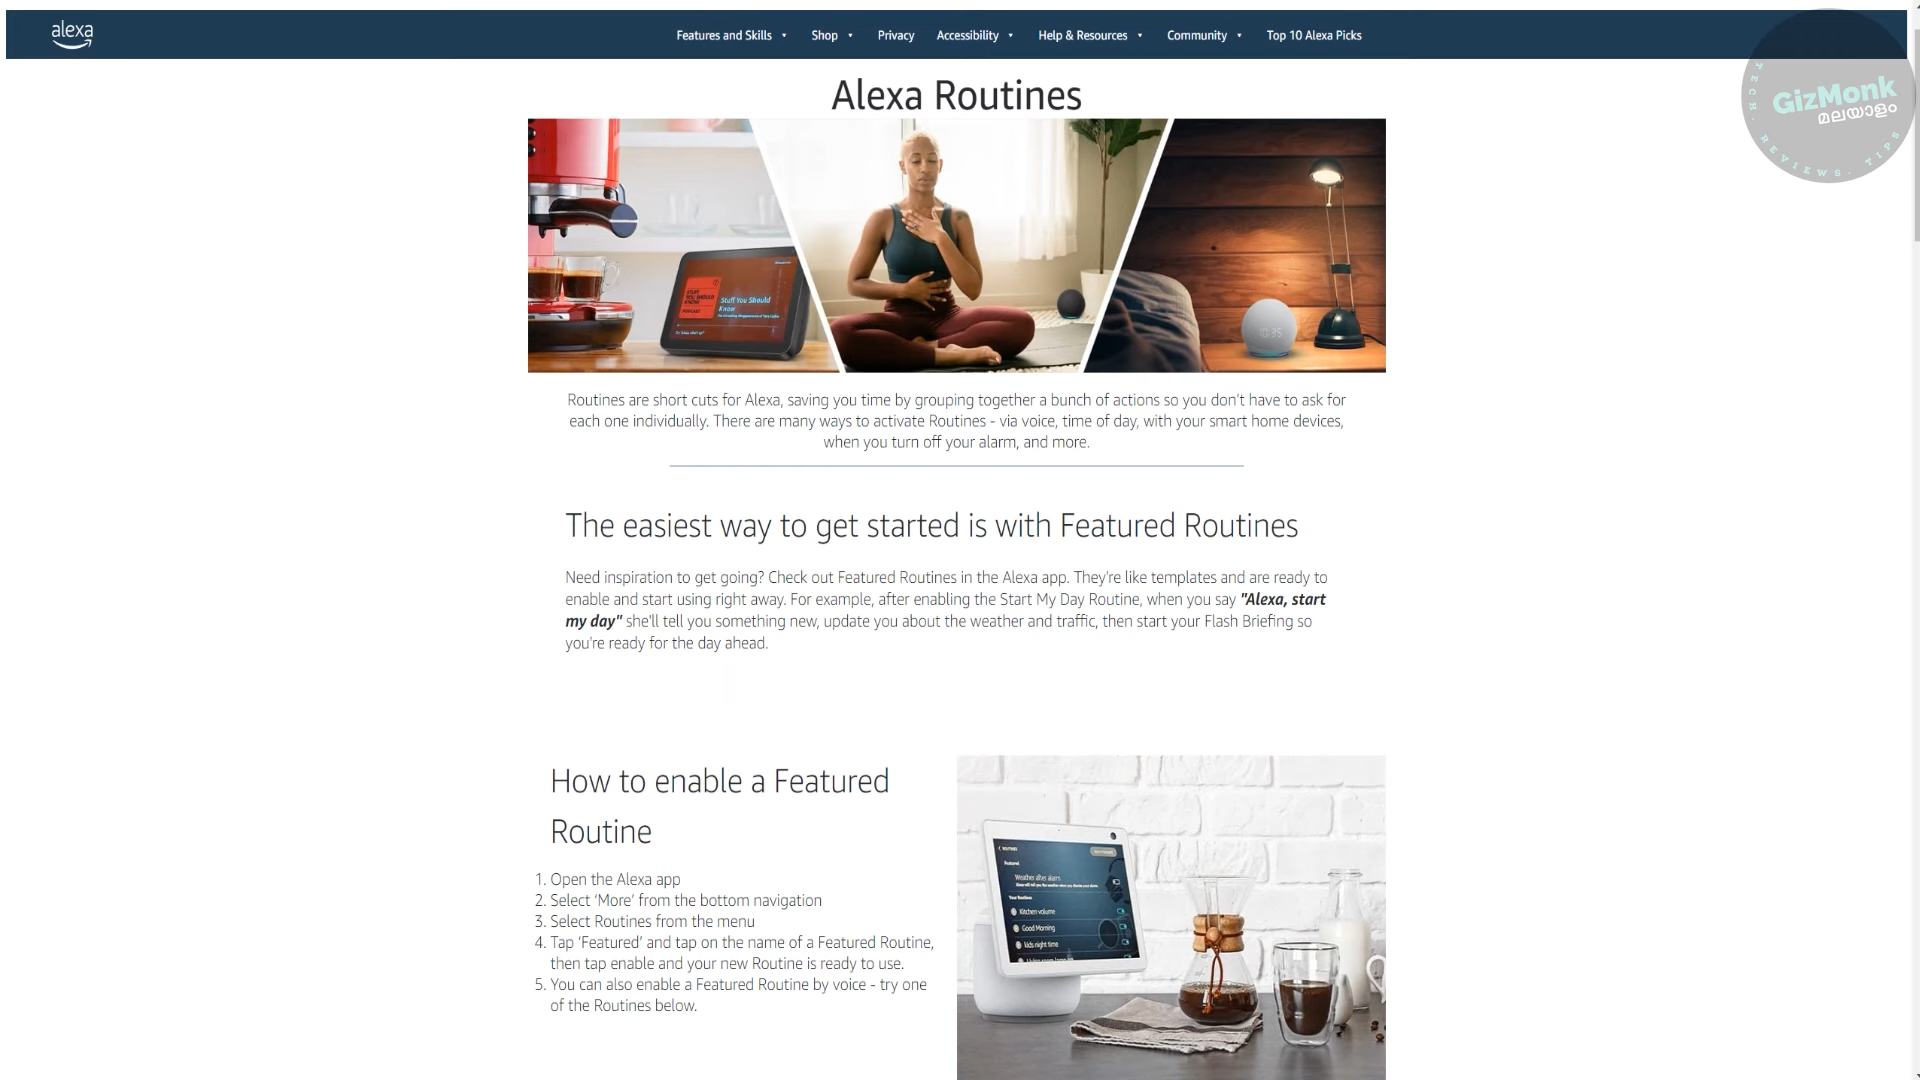 alexa
Features and Skills
Shop
Privacy
Accessibility
Help & Resources
Community
Top 10 Alexa Picks
TECH · REVIEWS · TIPS
GizMonk
മലയാളം
Alexa Routines
Stuff You Should
Know
10:35
Routines are short cuts for Alexa, saving you time by grouping together a bunch of actions so you don't have to ask for
each one individually. There are many ways to activate Routines - via voice, time of day, with your smart home devices,
when you turn off your alarm, and more.
The easiest way to get started is with Featured Routines
Need inspiration to get going? Check out Featured Routines in the Alexa app. They're like templates and are ready to
enable and start using right away. For example, after enabling the Start My Day Routine, when you say "Alexa, start
my day" she'll tell you something new, update you about the weather and traffic, then start your Flash Briefing so
you're ready for the day ahead.
How to enable a Featured
Routine
1. Open the Alexa app
2. Select ‘More’ from the bottom navigation
3. Select Routines from the menu
4. Tap ‘Featured’ and tap on the name of a Featured Routine,
then tap enable and your new Routine is ready to use.
5. You can also enable a Featured Routine by voice - try one
of the Routines below.
ROUTINES
Featured
Weather after alarm
Your Routines
Kitchen volume
Good Morning
kids night time